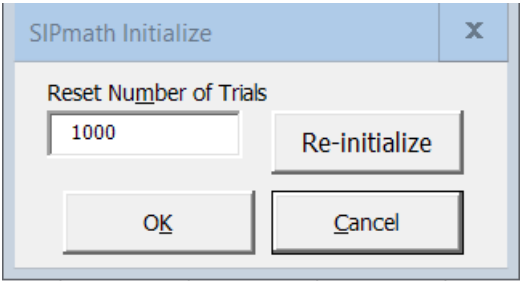 SIPmath Initialize
x
Reset Number of Trials
1000
Re-initialize
OK
Cancel